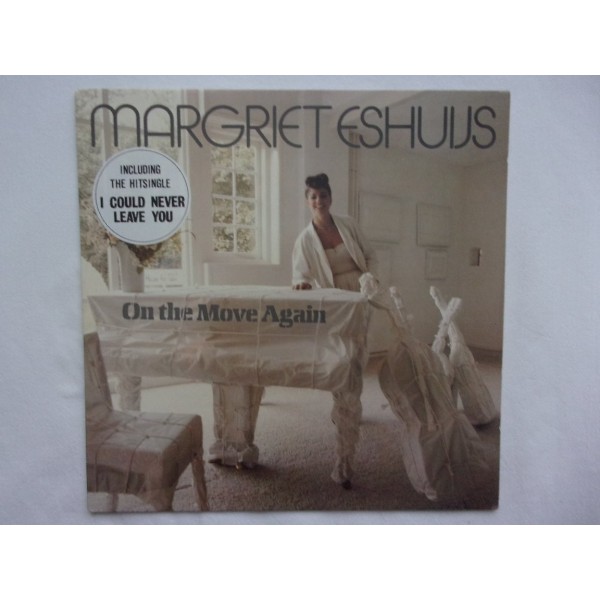 MARGRIET ESHUIJS
INCLUDING
THE HITSINGLE
I COULD NEVER
LEAVE YOU
On the Move Again